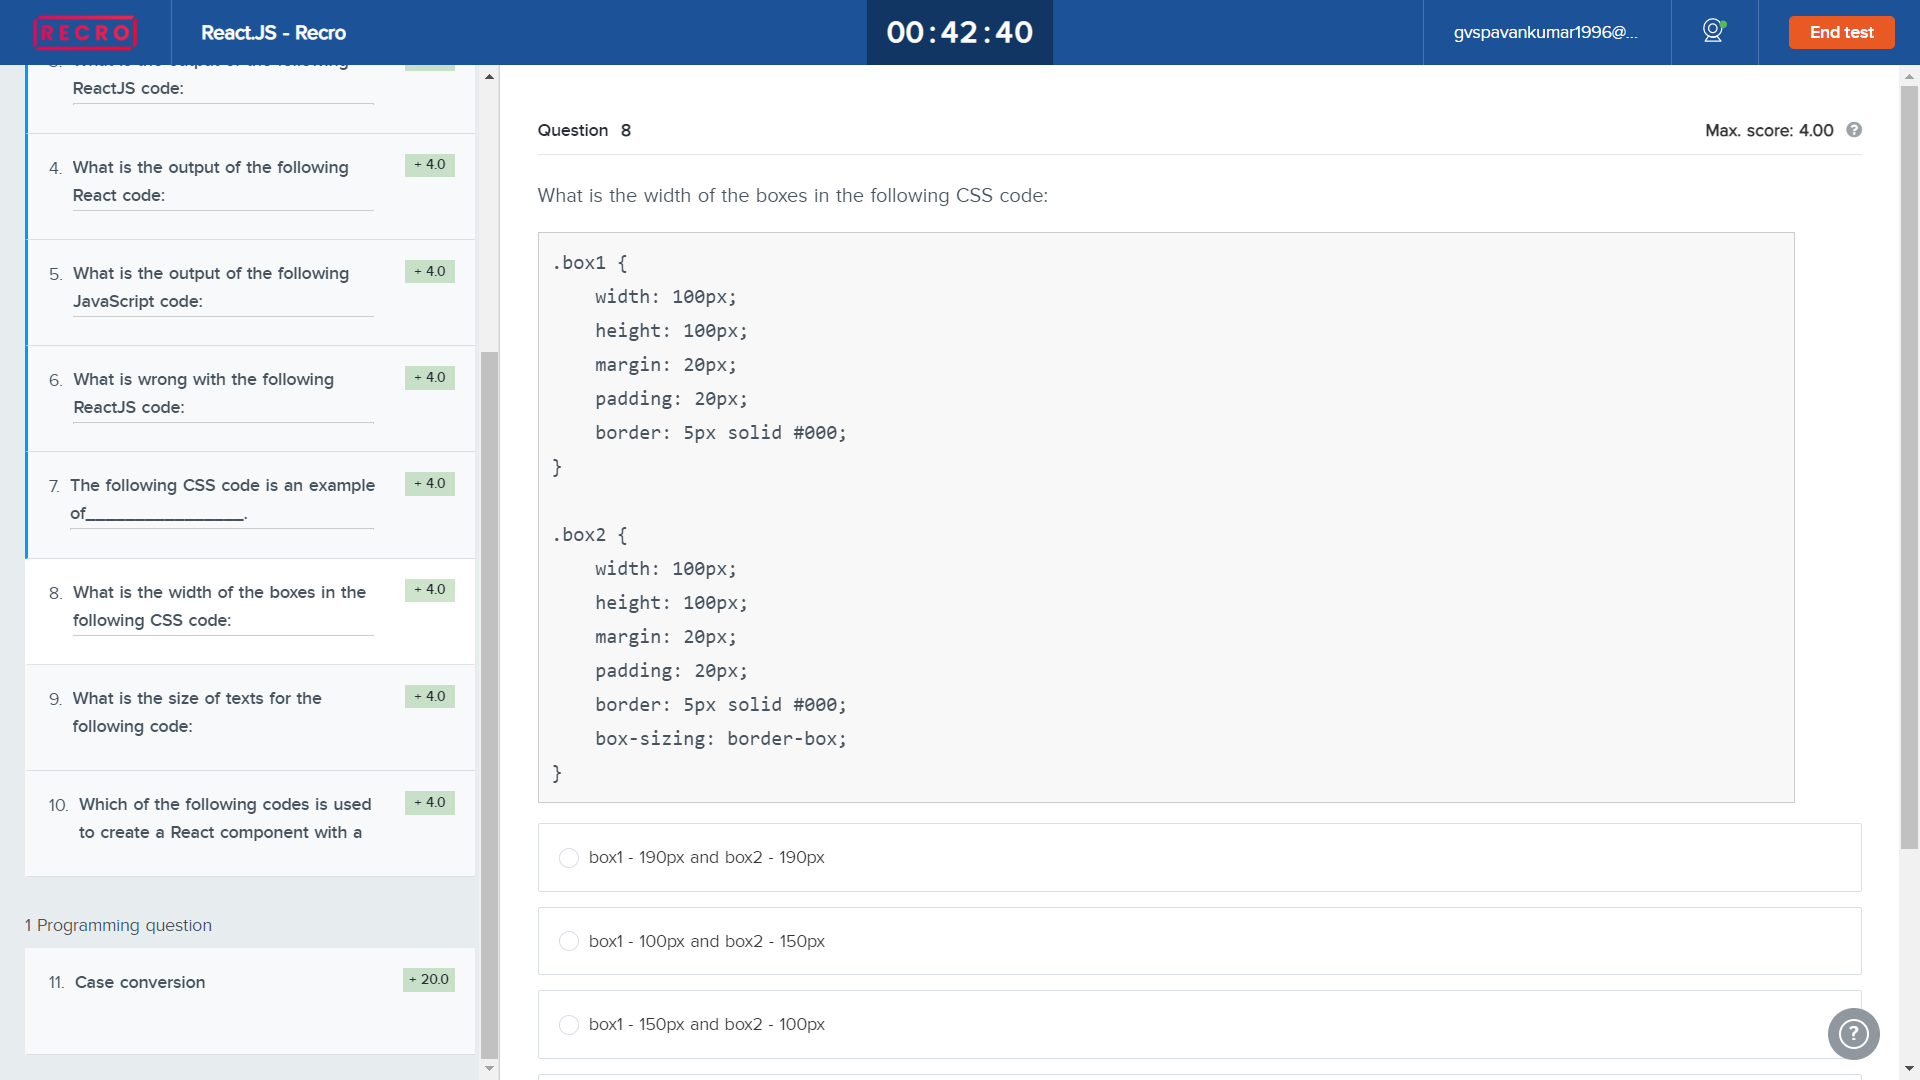 RECRO
React.JS - Recro
00:42:40
gvspavankumar1996@...
End test
ReactJS code:
4. What is the output of the following
React code:
+ 4.0
5. What is the output of the following
JavaScript code:
+ 4.0
6. What is wrong with the following
ReactJS code:
+ 4.0
7. The following CSS code is an example
of________________.
+ 4.0
8. What is the width of the boxes in the
following CSS code:
+ 4.0
9. What is the size of texts for the
following code:
+ 4.0
10. Which of the following codes is used
to create a React component with a
+ 4.0
1 Programming question
11. Case conversion
+ 20.0
Question 8
Max. score: 4.00 ?
What is the width of the boxes in the following CSS code:
.box1 {
width: 100px;
height: 100px;
margin: 20px;
padding: 20px;
border: 5px solid #000;
}
.box2 {
width: 100px;
height: 100px;
margin: 20px;
padding: 20px;
border: 5px solid #000;
box-sizing: border-box;
}
box1 - 190px and box2 - 190px
box1 - 100px and box2 - 150px
box1 - 150px and box2 - 100px
?